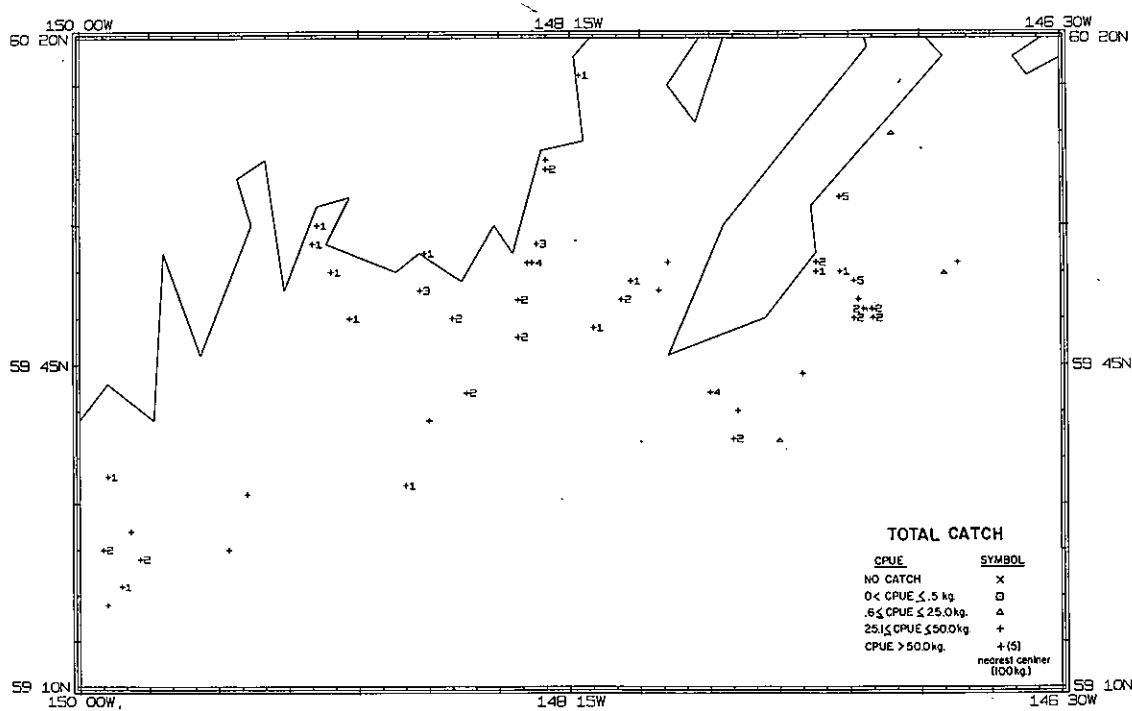 150 00W 148 15W 146 30W
60 20N 60 20N
+1
+2
+5
+1
+1 +3
+1 ++4 +2
+1 +1 +1 +1 +5
+3 +2 +2
2++2
+1 +2 +1 +2 +2
+2
59 45N 59 45N
+2 +4
+2
+1 +1
TOTAL CATCH
+2 +2
CPUE SYMBOL
NO CATCH X
+1 0< CPUE ≤ .5 kg. □
.6≤ CPUE ≤ 25.0kg. △
25.1≤ CPUE ≤50.0kg. +
CPUE > 50.0kg. +(5)
nearest centner
(100kg.)
59 10N 59 10N
150 00W. 148 15W 146 30W